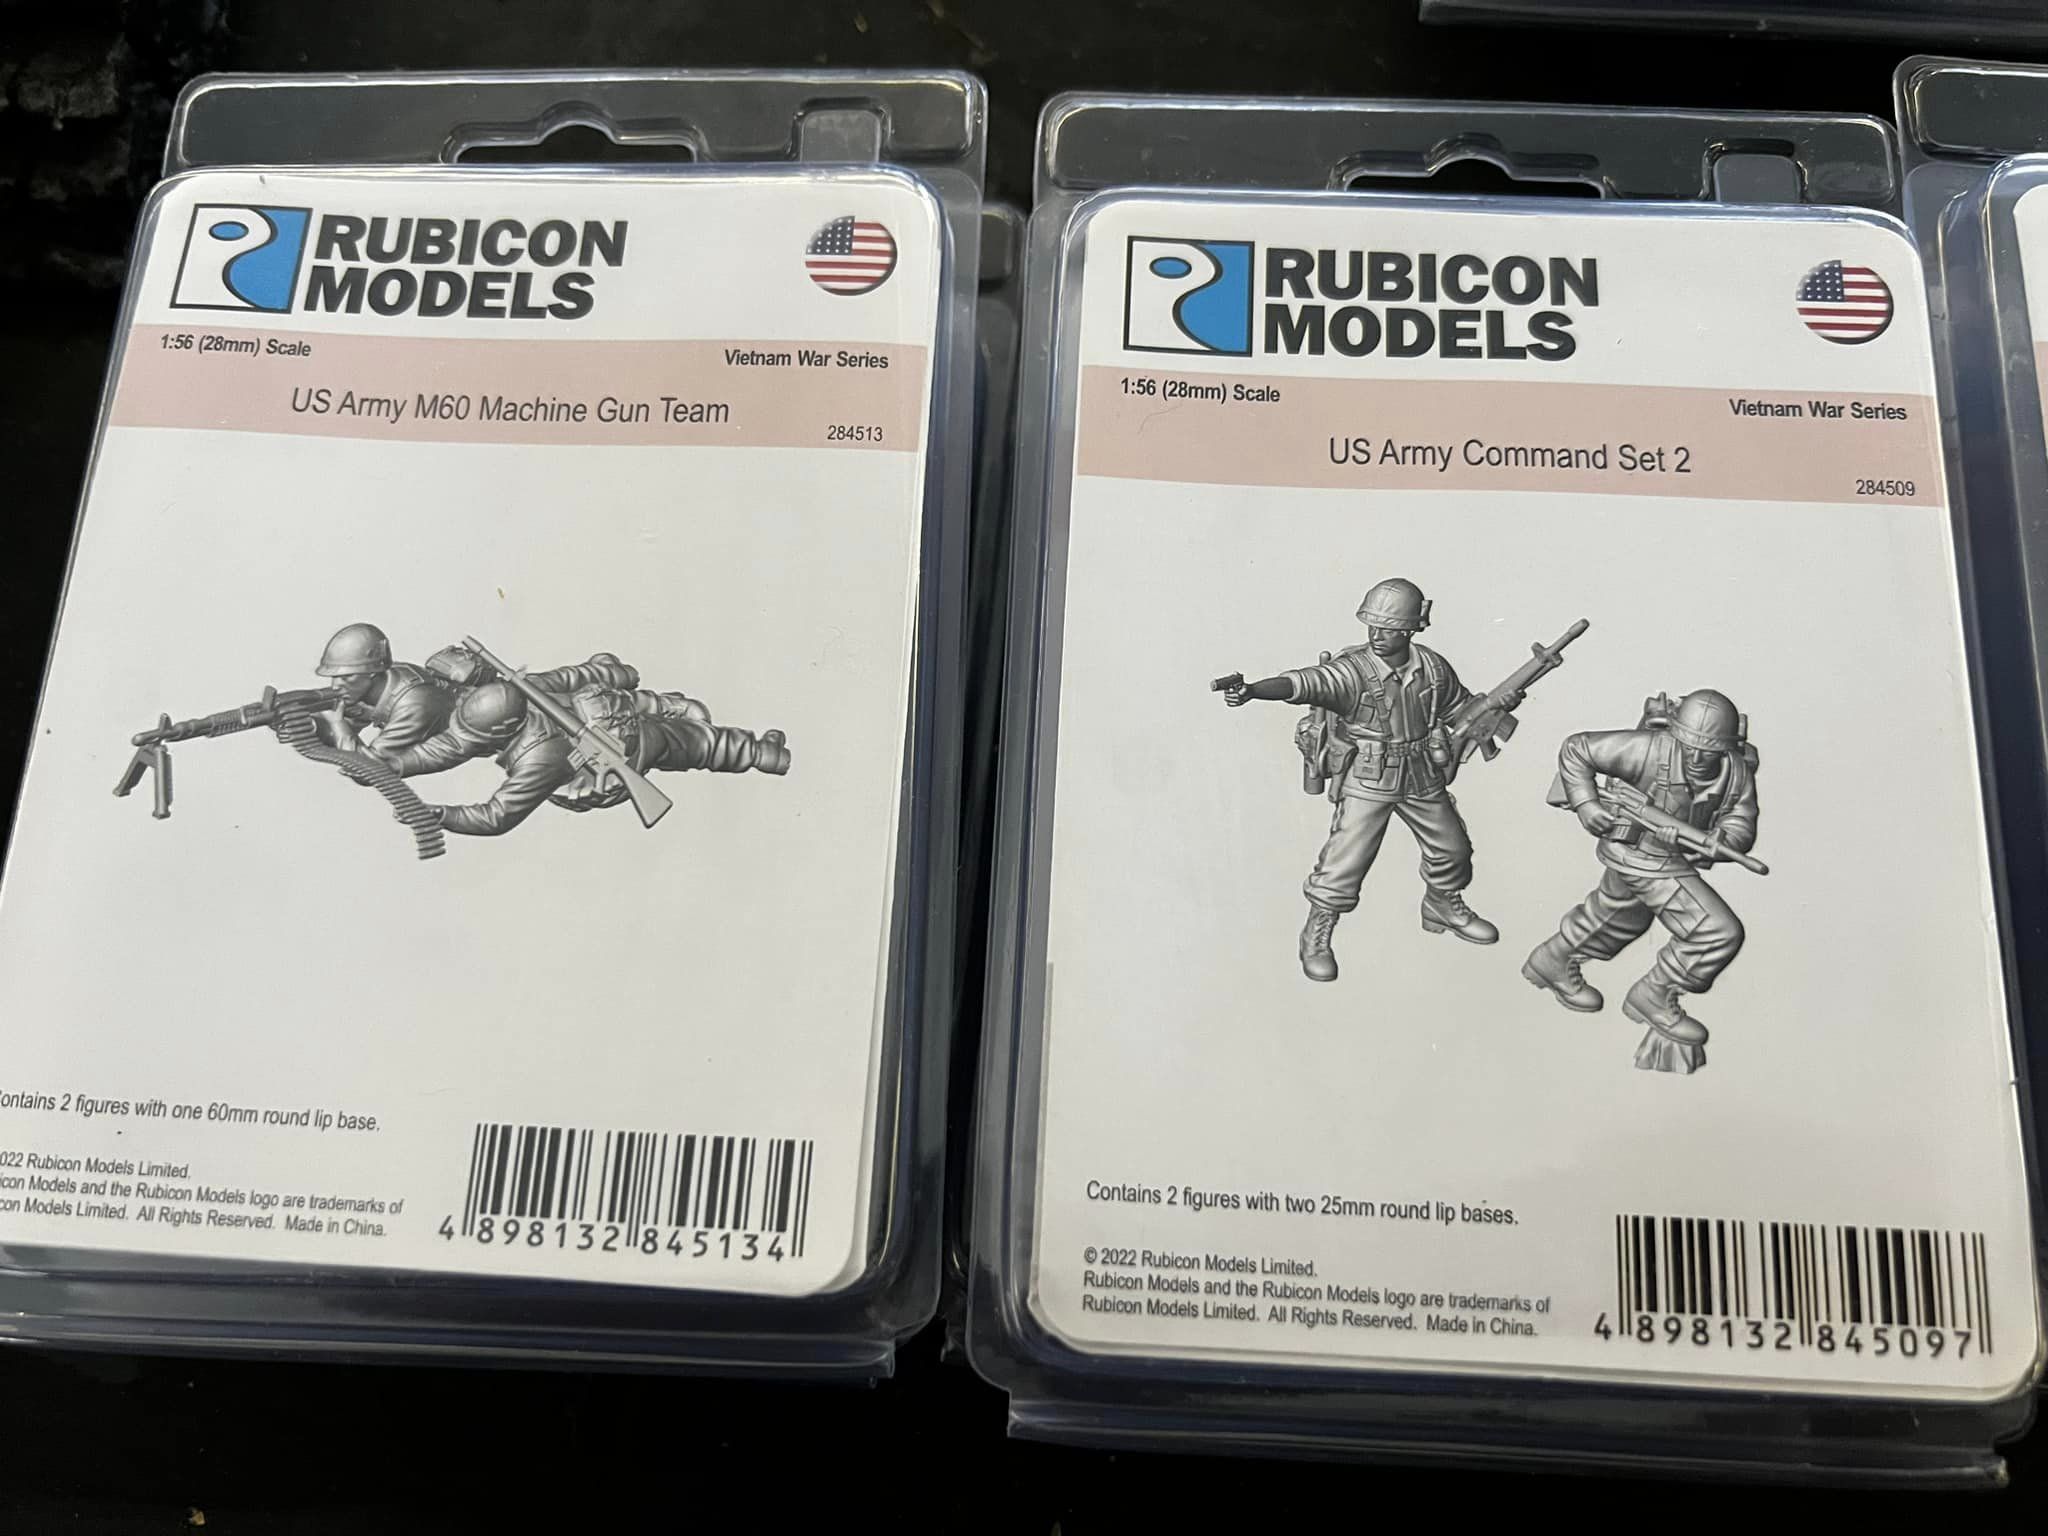 RUBICON
MODELS
1:56 (28mm) Scale
Vietnam War Series
US Army M60 Machine Gun Team
284513
ontains 2 figures with one 60mm round lip base.
022 Rubicon Models Limited.
icon Models and the Rubicon Models logo are trademarks of
con Models Limited. All Rights Reserved. Made in China.
4 898132 845134
RUBICON
MODELS
1:56 (28mm) Scale
Vietnam War Series
US Army Command Set 2
284509
Contains 2 figures with two 25mm round lip bases.
© 2022 Rubicon Models Limited.
Rubicon Models and the Rubicon Models logo are trademarks of
Rubicon Models Limited. All Rights Reserved. Made in China.
4 898132 845097